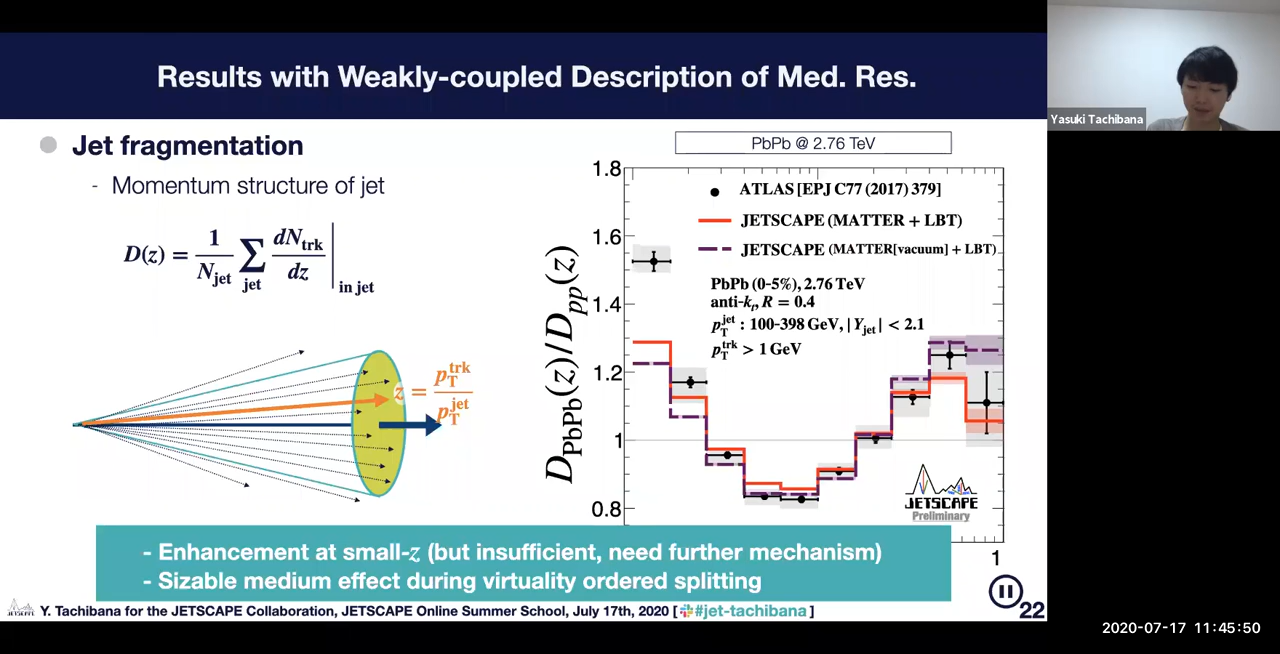 Results with Weakly-coupled Description of Med. Res.
Yasuki Tachibana
Jet fragmentation
- Momentum structure of jet
D(z) = 1/N_jet ∑_jet dN_trk/dz |_in jet
z = p_T^trk / p_T^jet
PbPb @ 2.76 TeV
D_PbPb(z)/D_pp(z)
1.8
1.6
1.4
1.2
1
0.8
ATLAS [EPJ C77 (2017) 379]
JETSCAPE (MATTER + LBT)
JETSCAPE (MATTER[vacuum] + LBT)
PbPb (0-5%), 2.76 TeV
anti-k_t, R = 0.4
p_T^jet : 100-398 GeV, |Y_jet| < 2.1
p_T^trk > 1 GeV
JETSCAPE
Preliminary
1
- Enhancement at small-z (but insufficient, need further mechanism)
- Sizable medium effect during virtuality ordered splitting
Y. Tachibana for the JETSCAPE Collaboration, JETSCAPE Online Summer School, July 17th, 2020 [ #jet-tachibana ]
22
2020-07-17 11:45:50